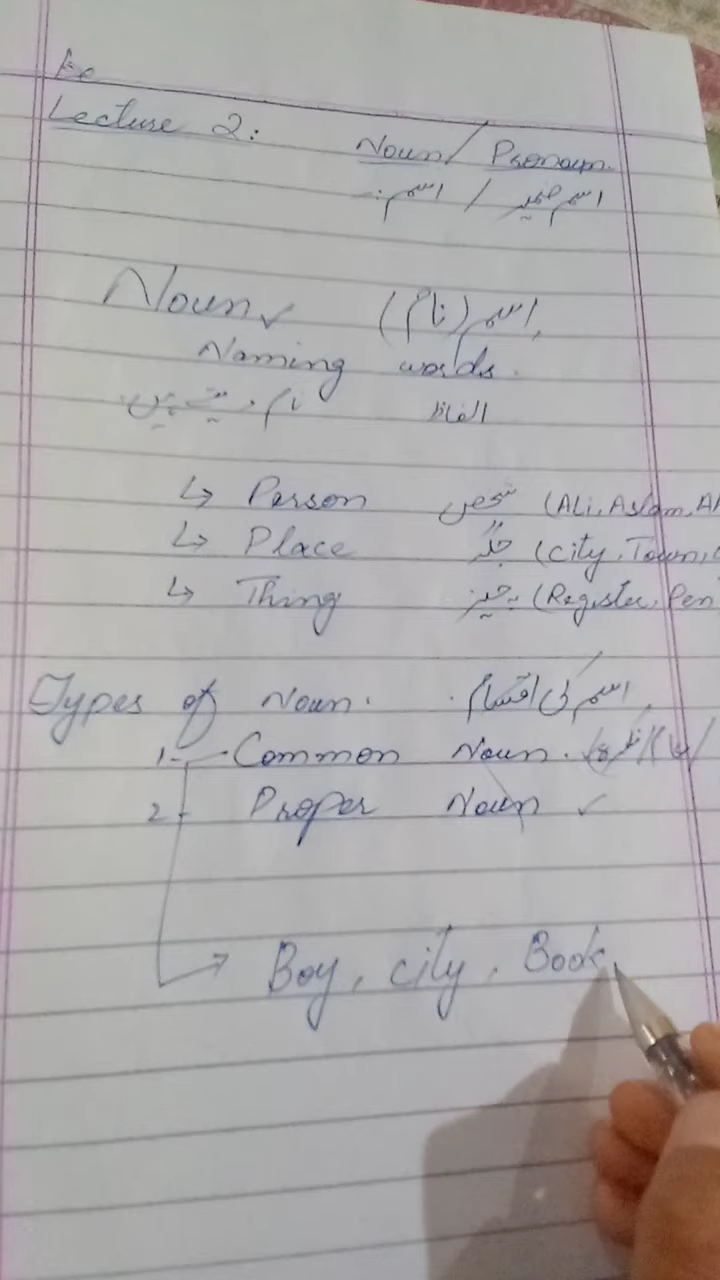 Lecture 2: Noun/ Pronoun
اسم / اسم ضمیر
Noun ✓ اسم (نام)
Naming words.
نام الفاظ
↳ Person شخص (Ali, Aslam, A
↳ Place جگہ (city, Town,
↳ Thing چیز (Register, Pen
Types of Noun. اسم کی اقسام
1- Common Noun.
2- Proper Noun ✓
→ Boy, city, Book